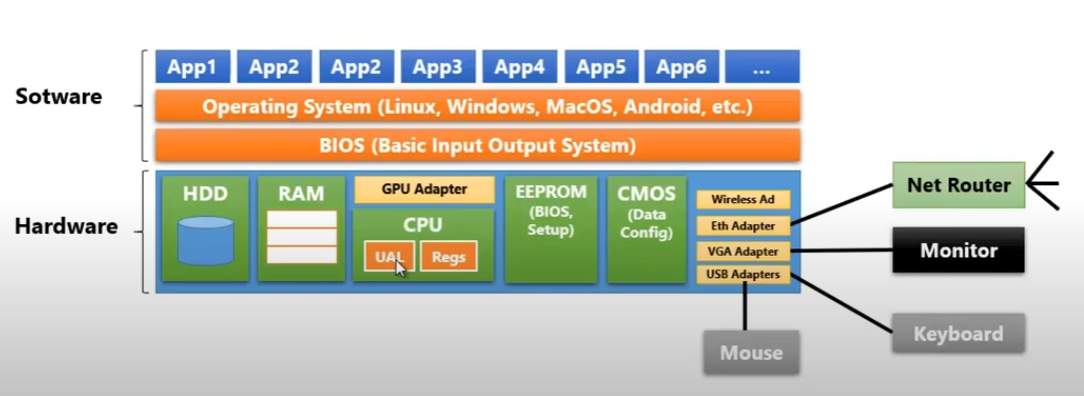 App1 App2 App2 App3 App4 App5 App6 ...
Sotware
Operating System (Linux, Windows, MacOS, Android, etc.)
BIOS (Basic Input Output System)
Hardware
HDD
RAM
GPU Adapter
CPU
UAL Regs
EEPROM
(BIOS,
Setup)
CMOS
(Data
Config)
Wireless Ad
Eth Adapter
VGA Adapter
USB Adapters
Net Router
Monitor
Keyboard
Mouse